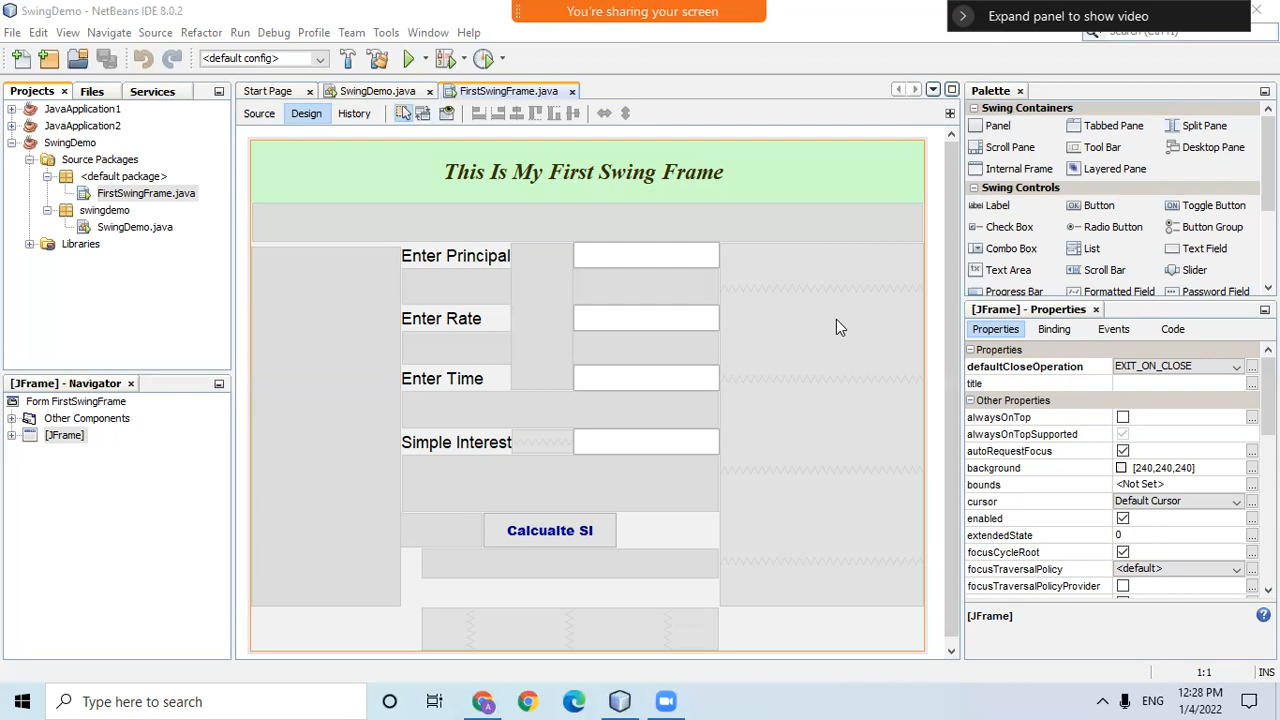 SwingDemo - NetBeans IDE 8.0.2
You're sharing your screen
Expand panel to show video
File Edit View Navigate Source Refactor Run Debug Profile Team Tools Window Help
<default config>
Projects Files Services
Start Page SwingDemo.java FirstSwingFrame.java
Palette
Source Design History
JavaApplication1
JavaApplication2
SwingDemo
Source Packages
<default package>
FirstSwingFrame.java
swingdemo
SwingDemo.java
Libraries
[JFrame] - Navigator
Form FirstSwingFrame
Other Components
[JFrame]
This Is My First Swing Frame
Enter Principal
Enter Rate
Enter Time
Simple Interest
Calcualte SI
Swing Containers
Panel Tabbed Pane Split Pane
Scroll Pane Tool Bar Desktop Pane
Internal Frame Layered Pane
Swing Controls
Label Button Toggle Button
Check Box Radio Button Button Group
Combo Box List Text Field
Text Area Scroll Bar Slider
Progress Bar Formatted Field Password Field
[JFrame] - Properties
Properties Binding Events Code
Properties
defaultCloseOperation EXIT_ON_CLOSE
title
Other Properties
alwaysOnTop
alwaysOnTopSupported
autoRequestFocus
background [240,240,240]
bounds <Not Set>
cursor Default Cursor
enabled
extendedState 0
focusCycleRoot
focusTraversalPolicy <default>
focusTraversalPolicyProvider
[JFrame]
1:1 INS
Type here to search
ENG
12:28 PM
1/4/2022